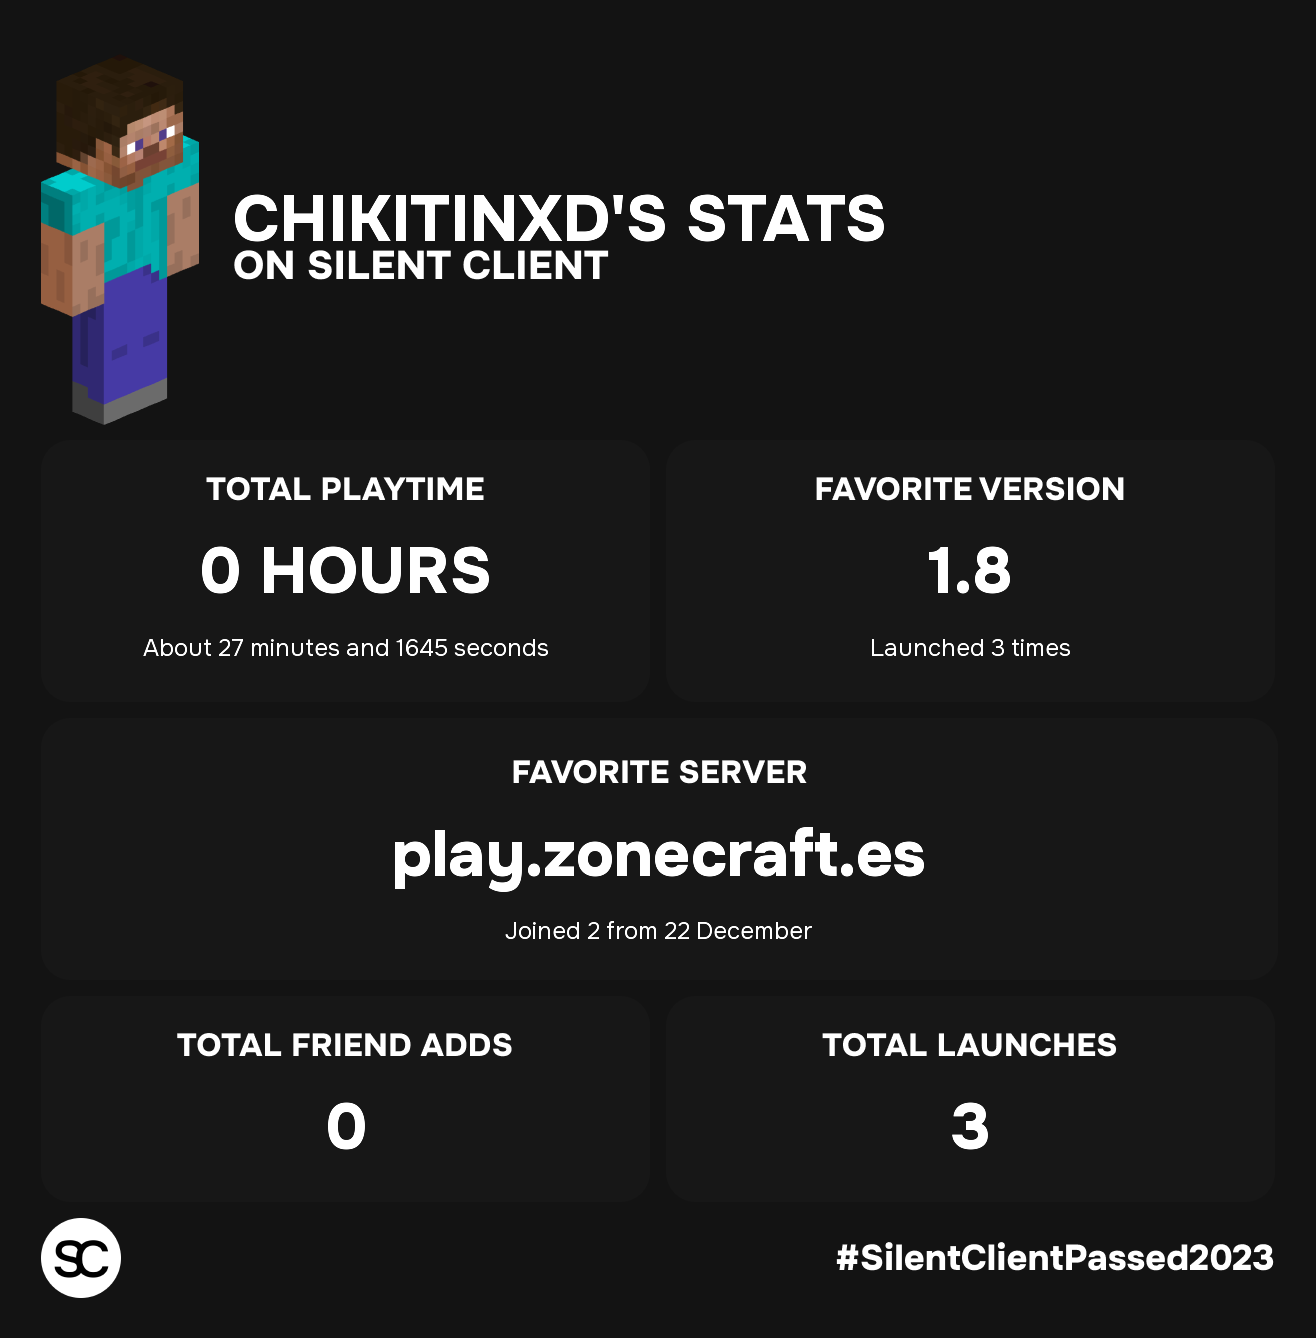 CHIKITINXD'S STATS
ON SILENT CLIENT
TOTAL PLAYTIME
0 HOURS
About 27 minutes and 1645 seconds
FAVORITE VERSION
1.8
Launched 3 times
FAVORITE SERVER
play.zonecraft.es
Joined 2 from 22 December
TOTAL FRIEND ADDS
0
TOTAL LAUNCHES
3
SC
#SilentClientPassed2023